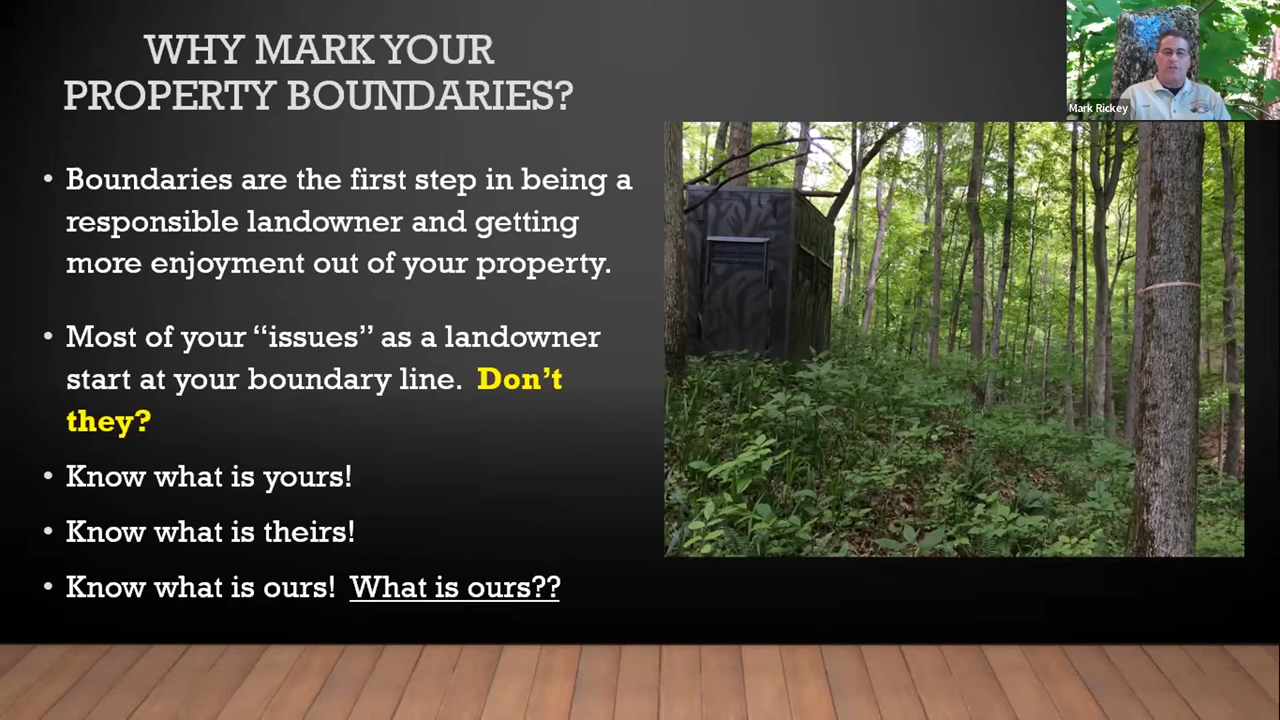 WHY MARK YOUR
PROPERTY BOUNDARIES?
Mark Rickey
• Boundaries are the first step in being a
responsible landowner and getting
more enjoyment out of your property.
• Most of your “issues” as a landowner
start at your boundary line. Don’t
they?
• Know what is yours!
• Know what is theirs!
• Know what is ours! What is ours??